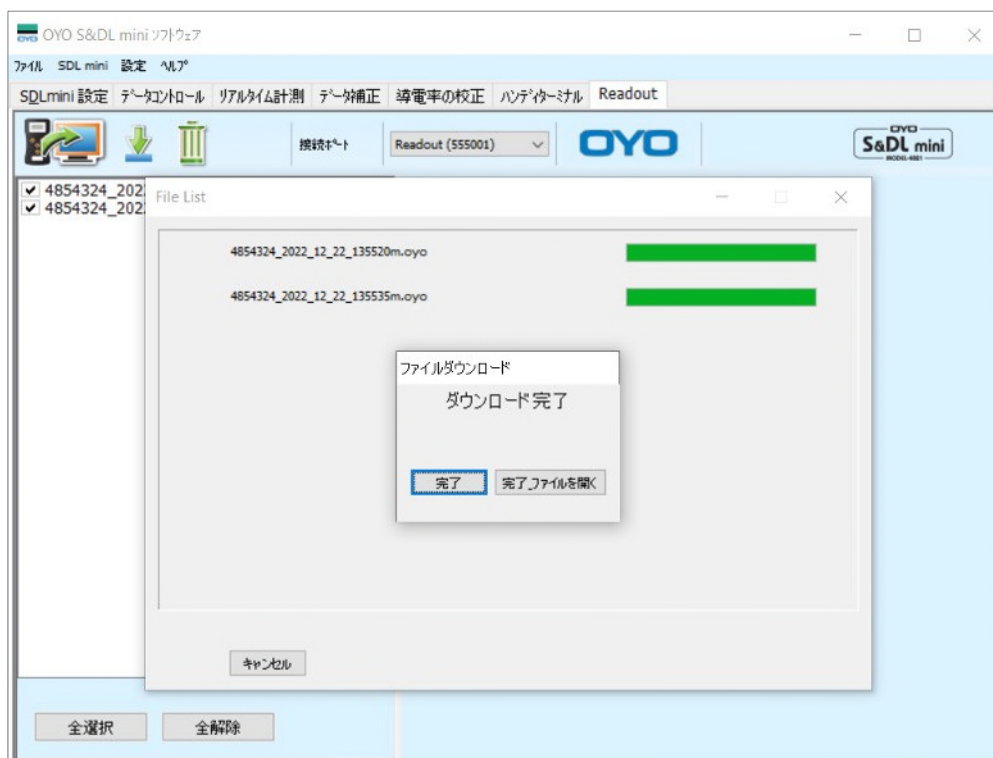 OYO S&DL mini ソフトウェア
ファイル SDL mini 設定 ヘルプ
SDLmini 設定 データコントロール リアルタイム計測 データ補正 導電率の校正 ハンディターミナル Readout
接続ポート Readout (555001) OYO OYO S&DL mini MODEL-4881
4854324_202
4854324_202
File List
4854324_2022_12_22_135520m.oyo
4854324_2022_12_22_135535m.oyo
ファイルダウンロード
ダウンロード完了
完了 完了_ファイルを開く
キャンセル
全選択 全解除